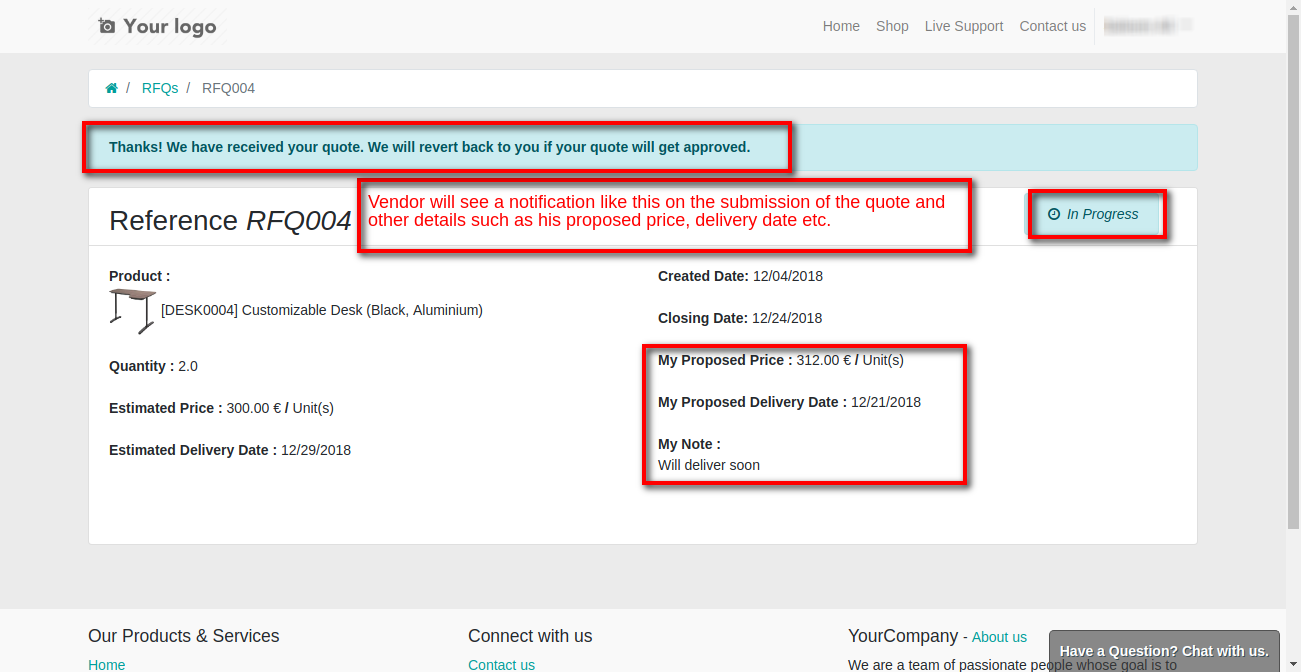 Your logo
Home Shop Live Support Contact us
/ RFQs / RFQ004
Thanks! We have received your quote. We will revert back to you if your quote will get approved.
Reference RFQ004
Vendor will see a notification like this on the submission of the quote and
other details such as his proposed price, delivery date etc.
In Progress
Product :
[DESK0004] Customizable Desk (Black, Aluminium)
Quantity : 2.0
Estimated Price : 300.00 € / Unit(s)
Estimated Delivery Date : 12/29/2018
Created Date: 12/04/2018
Closing Date: 12/24/2018
My Proposed Price : 312.00 € / Unit(s)
My Proposed Delivery Date : 12/21/2018
My Note :
Will deliver soon
Our Products & Services
Home
Connect with us
Contact us
YourCompany - About us
We are a team of passionate people whose goal is to
Have a Question? Chat with us.